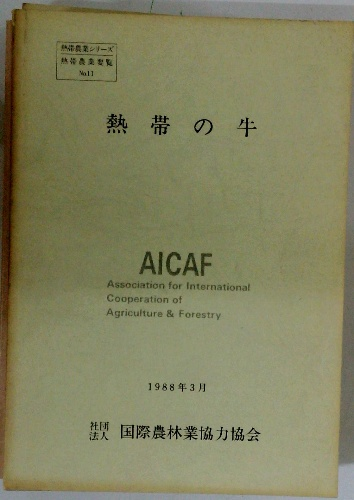 熱帯農業シリーズ
熱帯農業要覧
No11
熱帯の牛
AICAF
Association for International
Cooperation of
Agriculture & Forestry
1988年3月
社団法人 国際農林業協力協会